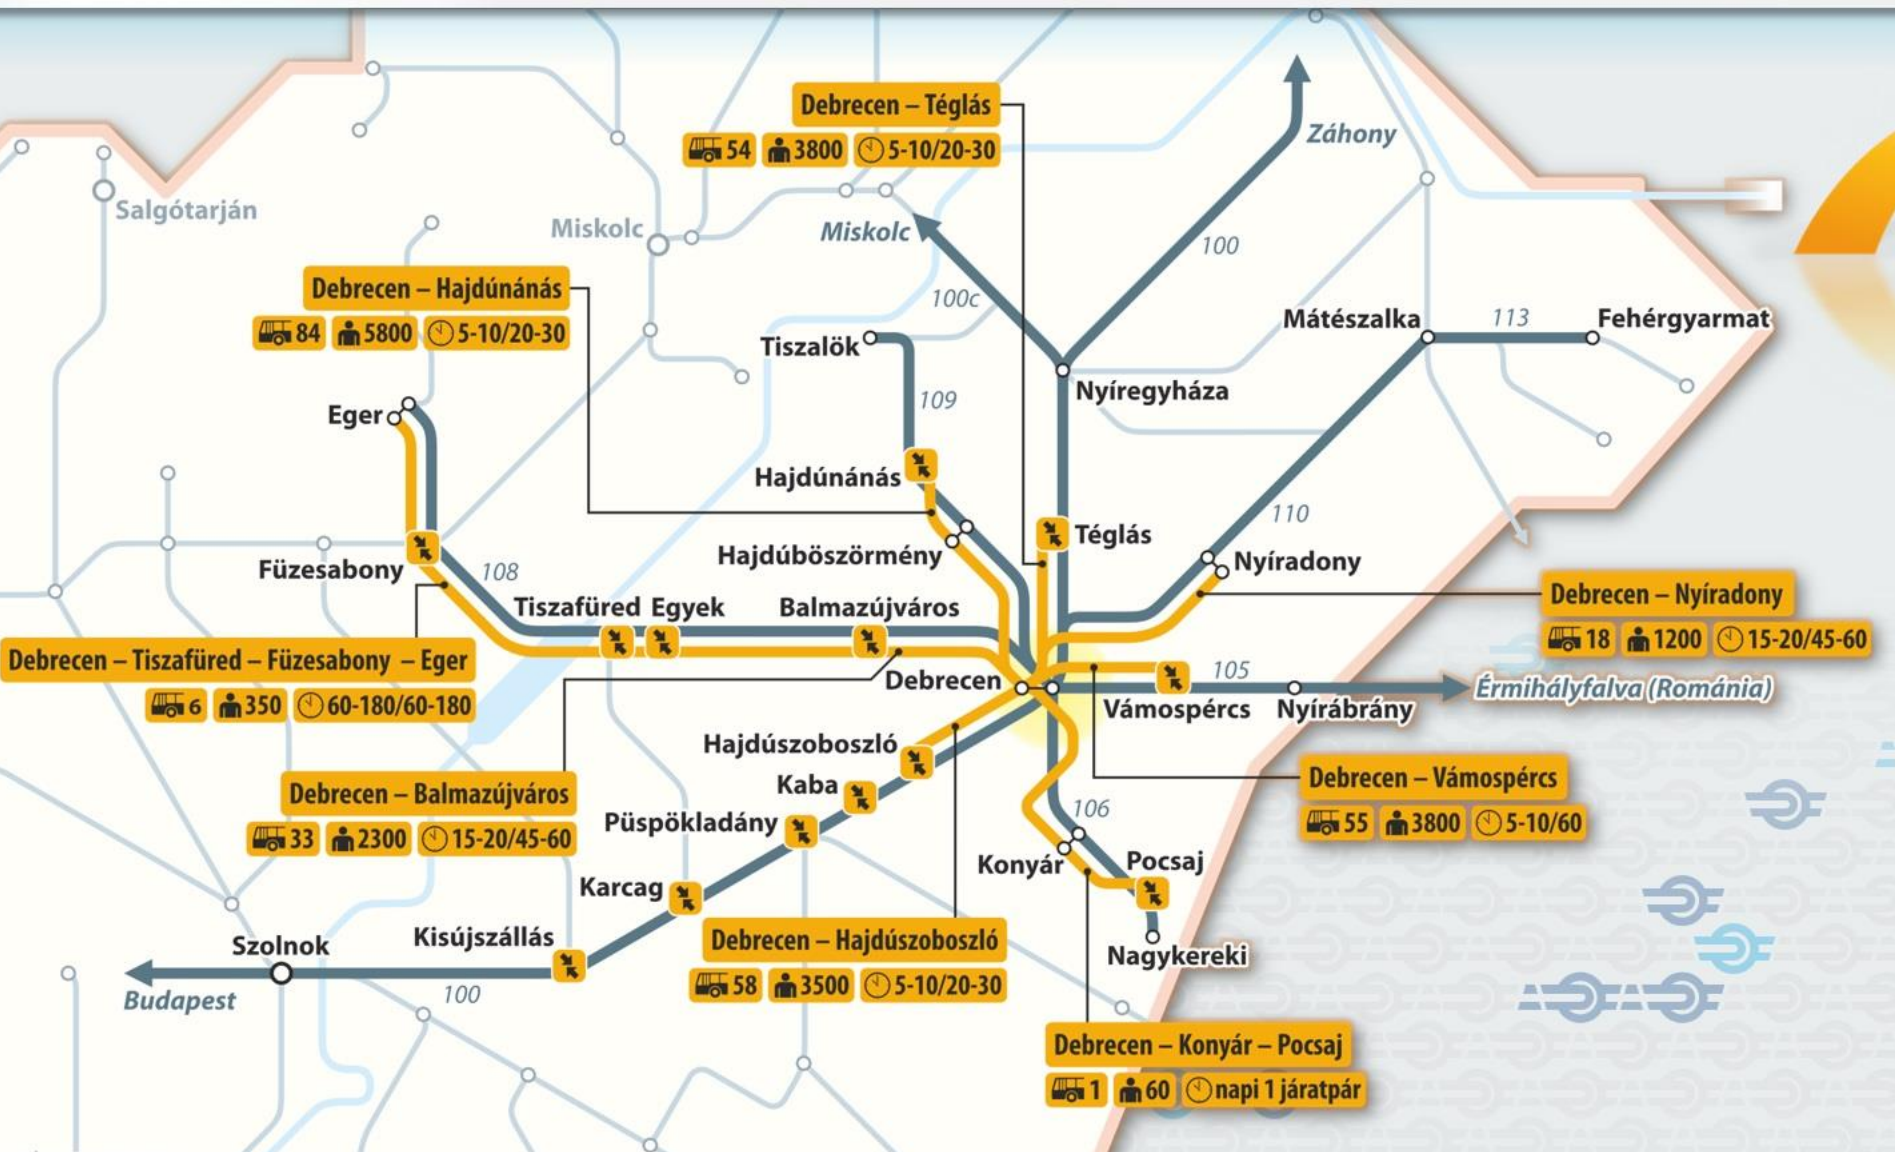 Debrecen – Téglás
54 3800 5-10/20-30
Záhony
Salgótarján
Miskolc
Miskolc
100
100c
Debrecen – Hajdúnánás
84 5800 5-10/20-30
Tiszalök
Mátészalka
113
Fehérgyarmat
Nyíregyháza
109
Eger
Hajdúnánás
110
Téglás
Hajdúböszörmény
Nyíradony
Füzesabony
108
Tiszafüred
Egyek
Balmazújváros
Debrecen – Nyíradony
18 1200 15-20/45-60
Debrecen – Tiszafüred – Füzesabony – Eger
6 350 60-180/60-180
Debrecen
105
Érmihályfalva (Románia)
Vámospércs
Nyírábrány
Hajdúszoboszló
Kaba
Debrecen – Vámospércs
55 3800 5-10/60
Debrecen – Balmazújváros
33 2300 15-20/45-60
Püspökladány
106
Konyár
Pocsaj
Karcag
Kisújszállás
Szolnok
Debrecen – Hajdúszoboszló
58 3500 5-10/20-30
Nagykereki
Budapest
100
Debrecen – Konyár – Pocsaj
1 60 napi 1 járatpár